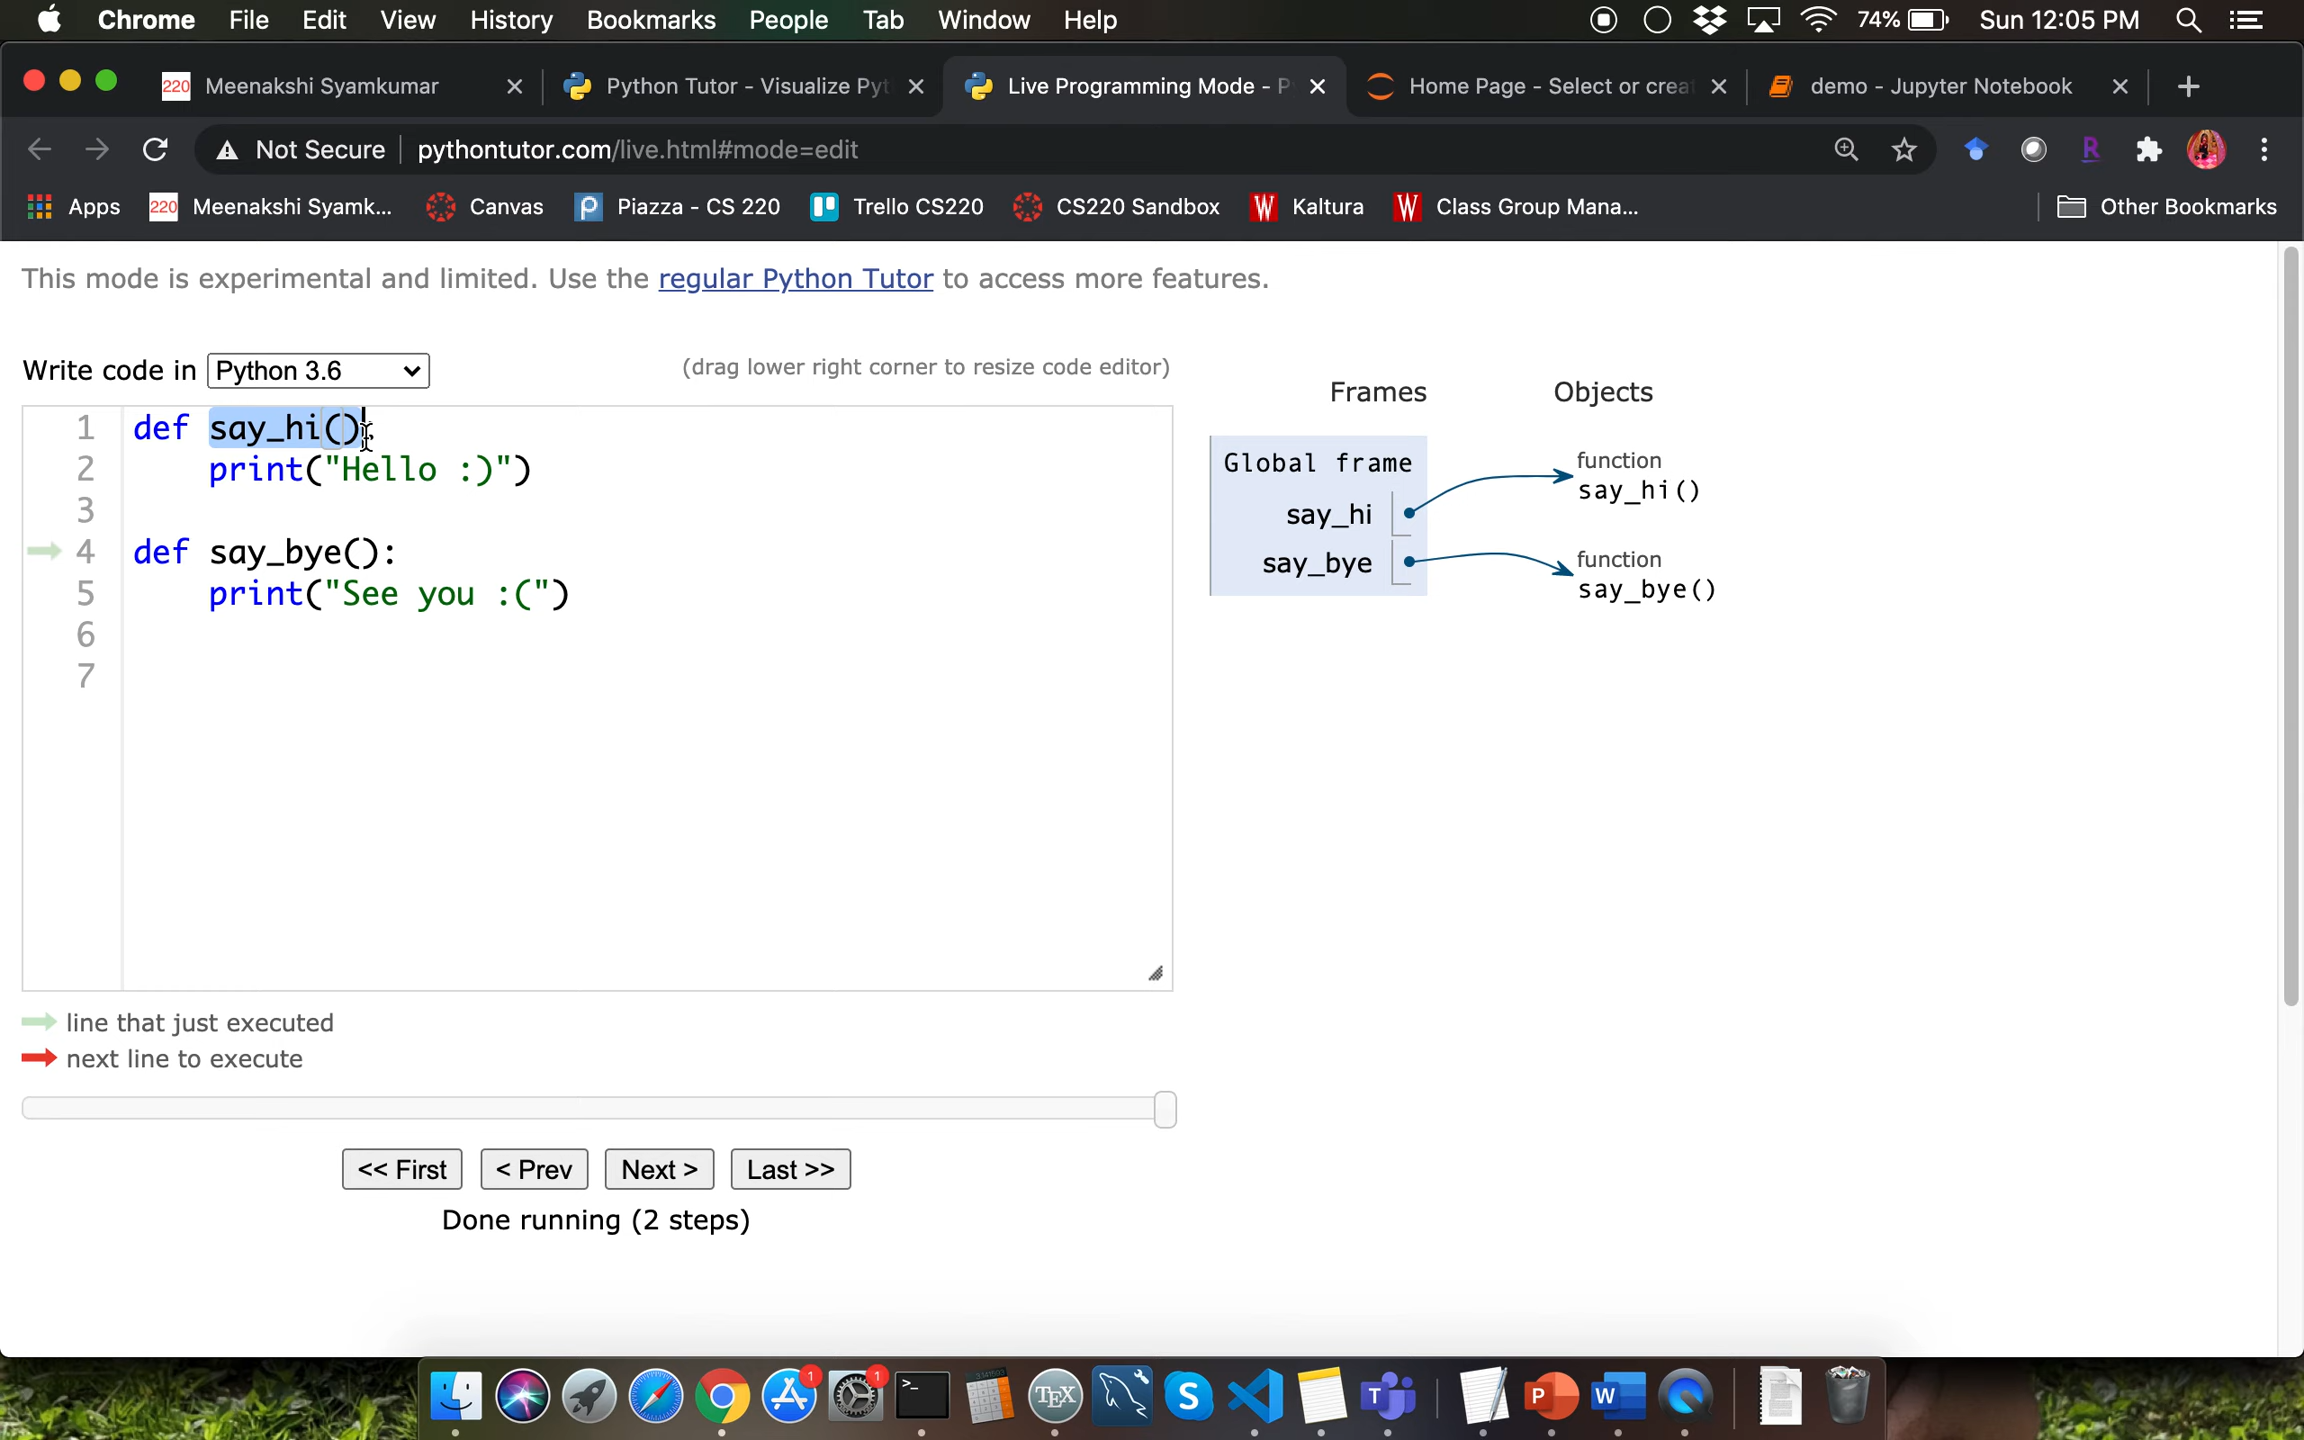 Chrome File Edit View History Bookmarks People Tab Window Help 74% Sun 12:05 PM
220 Meenakshi Syamkumar Python Tutor - Visualize Pyt Live Programming Mode - P Home Page - Select or creat demo - Jupyter Notebook
Not Secure pythontutor.com/live.html#mode=edit R
Apps 220 Meenakshi Syamk... Canvas Piazza - CS 220 Trello CS220 CS220 Sandbox W Kaltura W Class Group Mana... Other Bookmarks
This mode is experimental and limited. Use the regular Python Tutor to access more features.
Write code in Python 3.6 (drag lower right corner to resize code editor)
Frames Objects
1 def say_hi():
2 print("Hello :)")
3
4 def say_bye():
5 print("See you :(")
6
7
Global frame
say_hi
say_bye
function
say_hi()
function
say_bye()
line that just executed
next line to execute
<< First < Prev Next > Last >>
Done running (2 steps)
1 1 >_ TEX S T P W